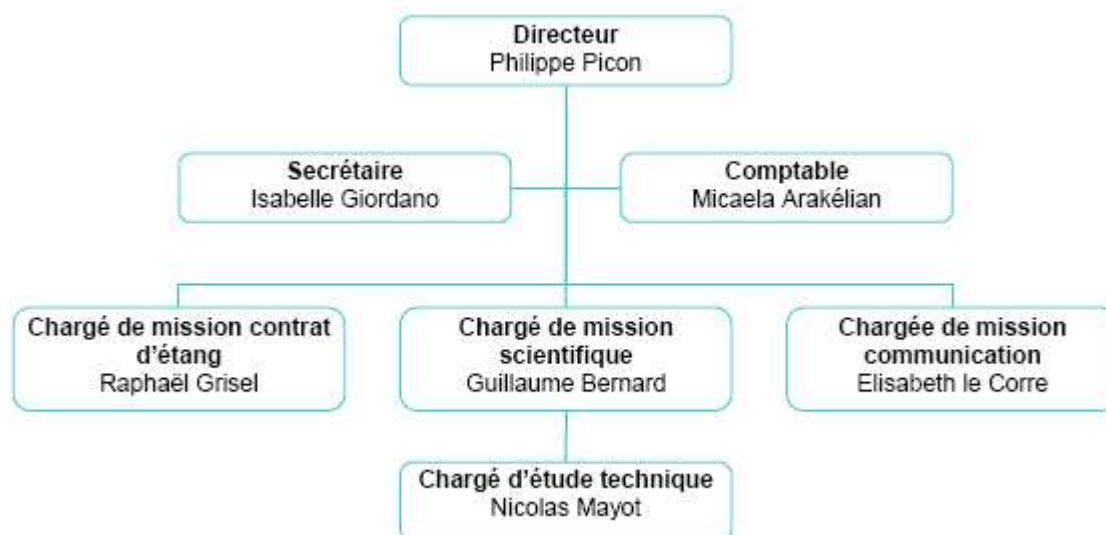 Directeur
Philippe Picon
Secrétaire
Isabelle Giordano
Comptable
Micaela Arakélian
Chargé de mission contrat
d'étang
Raphaël Grisel
Chargé de mission
scientifique
Guillaume Bernard
Chargée de mission
communication
Elisabeth le Corre
Chargé d'étude technique
Nicolas Mayot